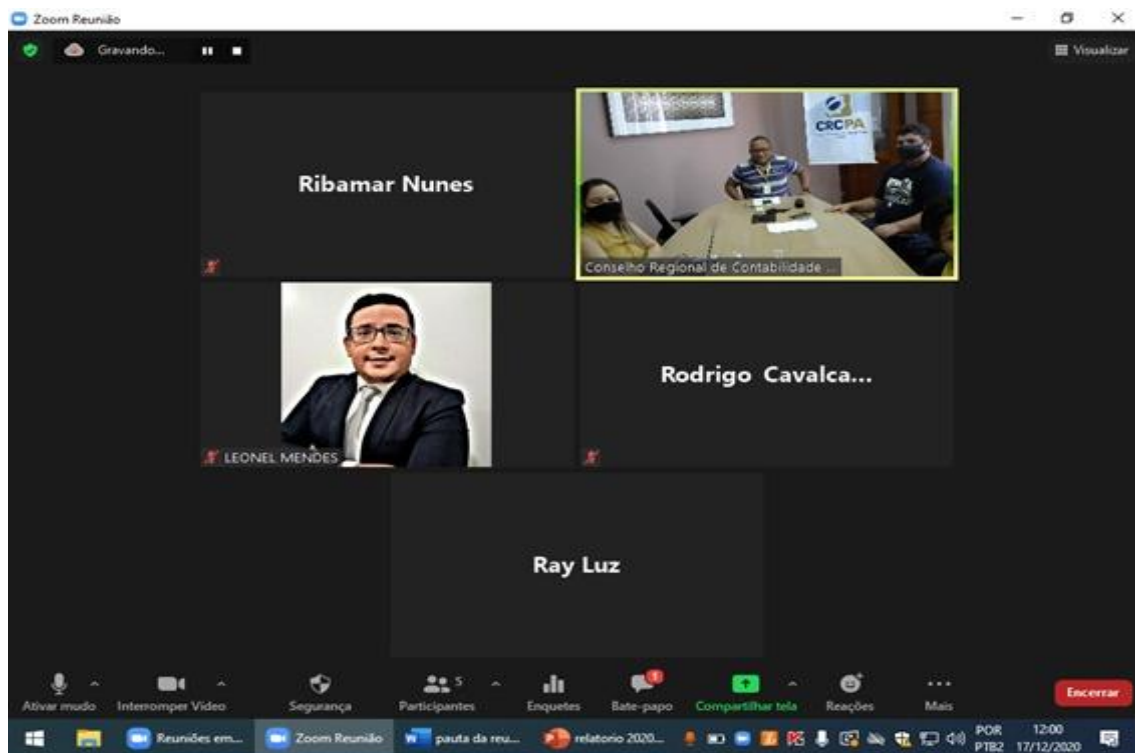 Zoom Reunião
Gravando...
Visualizar
Ribamar Nunes
CRCPA
Conselho Regional de Contabilidade ...
LEONEL MENDES
Rodrigo Cavalca...
Ray Luz
5
1
Ativar mudo Interromper Vídeo Segurança Participantes Enquetes Bate-papo Compartilhar tela Reações Mais
Encerrar
Reuniões em... Zoom Reunião pauta da reu... relatorio 2020... POR 12:00
PTB2 17/12/2020